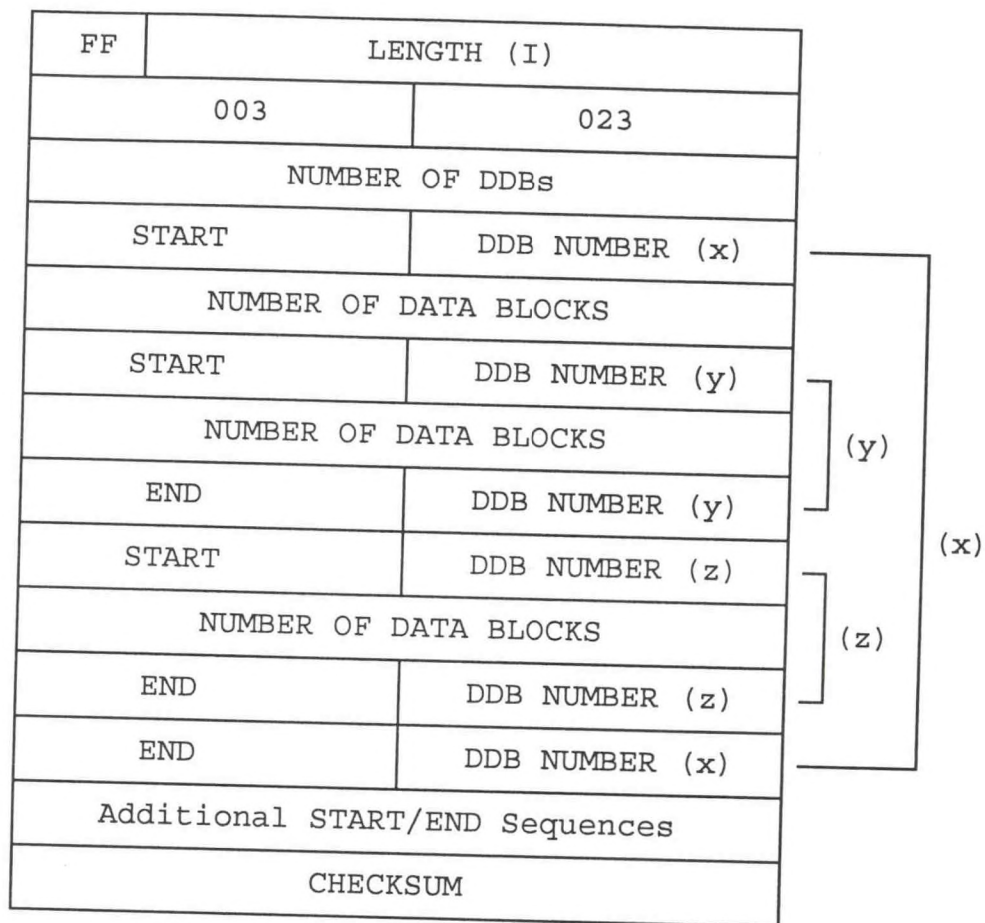 FF LENGTH (I)
003 023
NUMBER OF DDBs
START DDB NUMBER (x)
NUMBER OF DATA BLOCKS
START DDB NUMBER (y)
NUMBER OF DATA BLOCKS
(y)
END DDB NUMBER (y)
START DDB NUMBER (z)
(x)
NUMBER OF DATA BLOCKS
(z)
END DDB NUMBER (z)
END DDB NUMBER (x)
Additional START/END Sequences
CHECKSUM